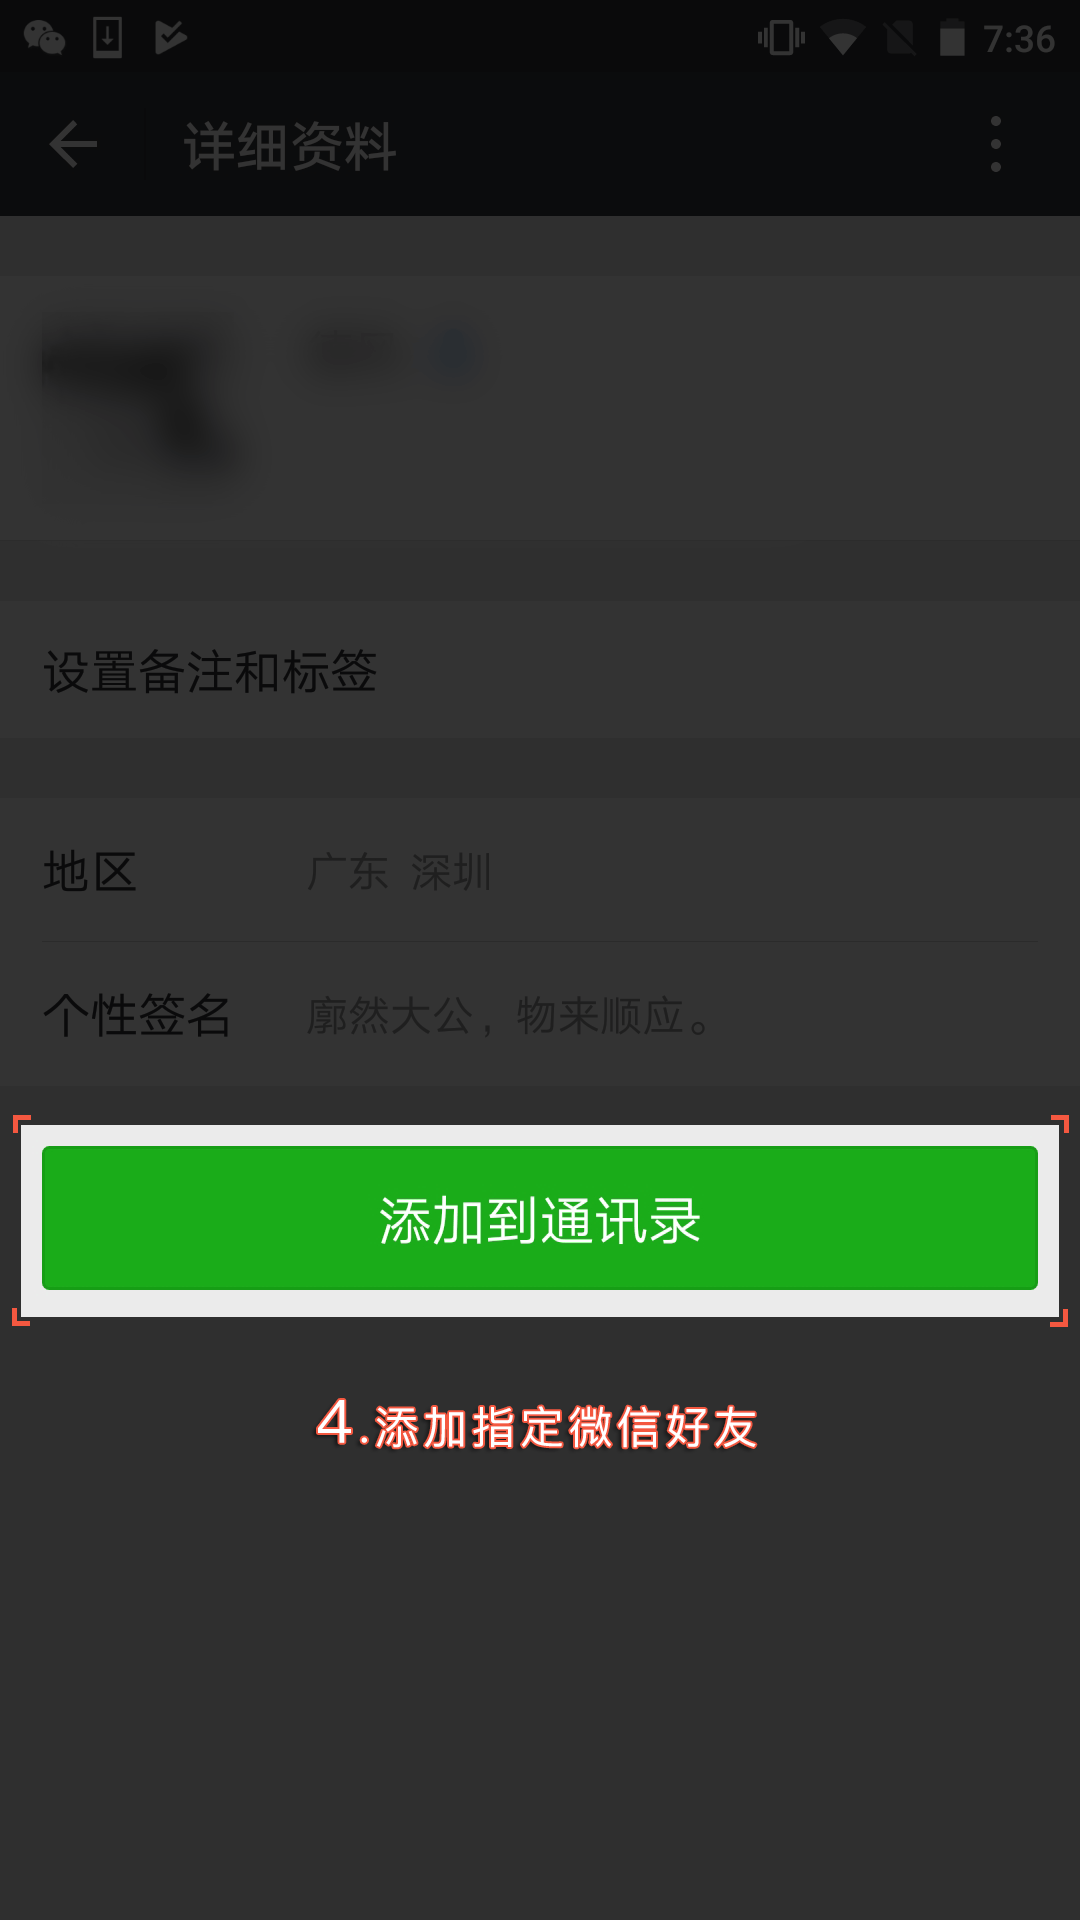 7:36
详细资料
设置备注和标签
地区 广东 深圳
个性签名 廓然大公，物来顺应。
添加到通讯录
4.添加指定微信好友